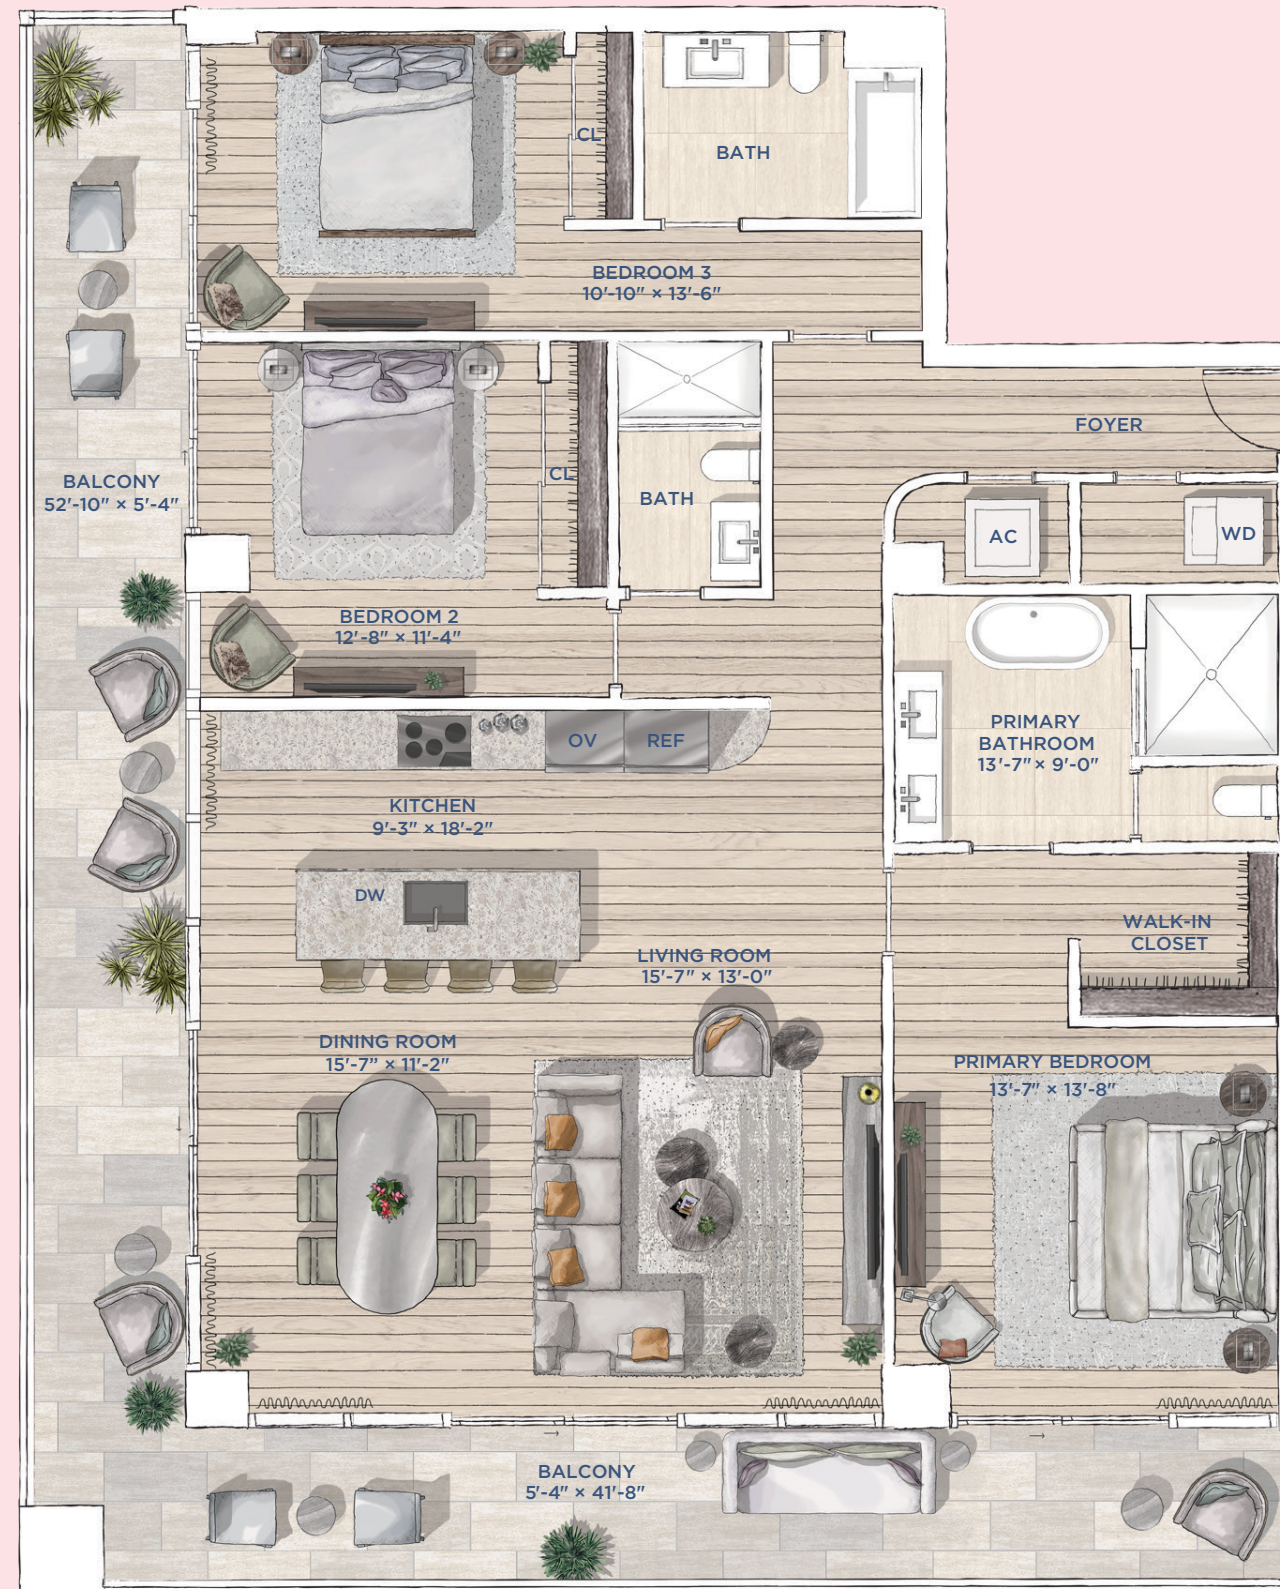 CL
BATH
BEDROOM 3
10'-10" × 13'-6"
FOYER
BALCONY
52'-10" × 5'-4"
CL
BATH
AC
WD
BEDROOM 2
12'-8" × 11'-4"
PRIMARY
BATHROOM
13'-7" × 9'-0"
OV
REF
KITCHEN
9'-3" × 18'-2"
DW
WALK-IN
CLOSET
LIVING ROOM
15'-7" × 13'-0"
DINING ROOM
15'-7” × 11'-2"
PRIMARY BEDROOM
13'-7" × 13'-8"
BALCONY
5'-4" × 41'-8"